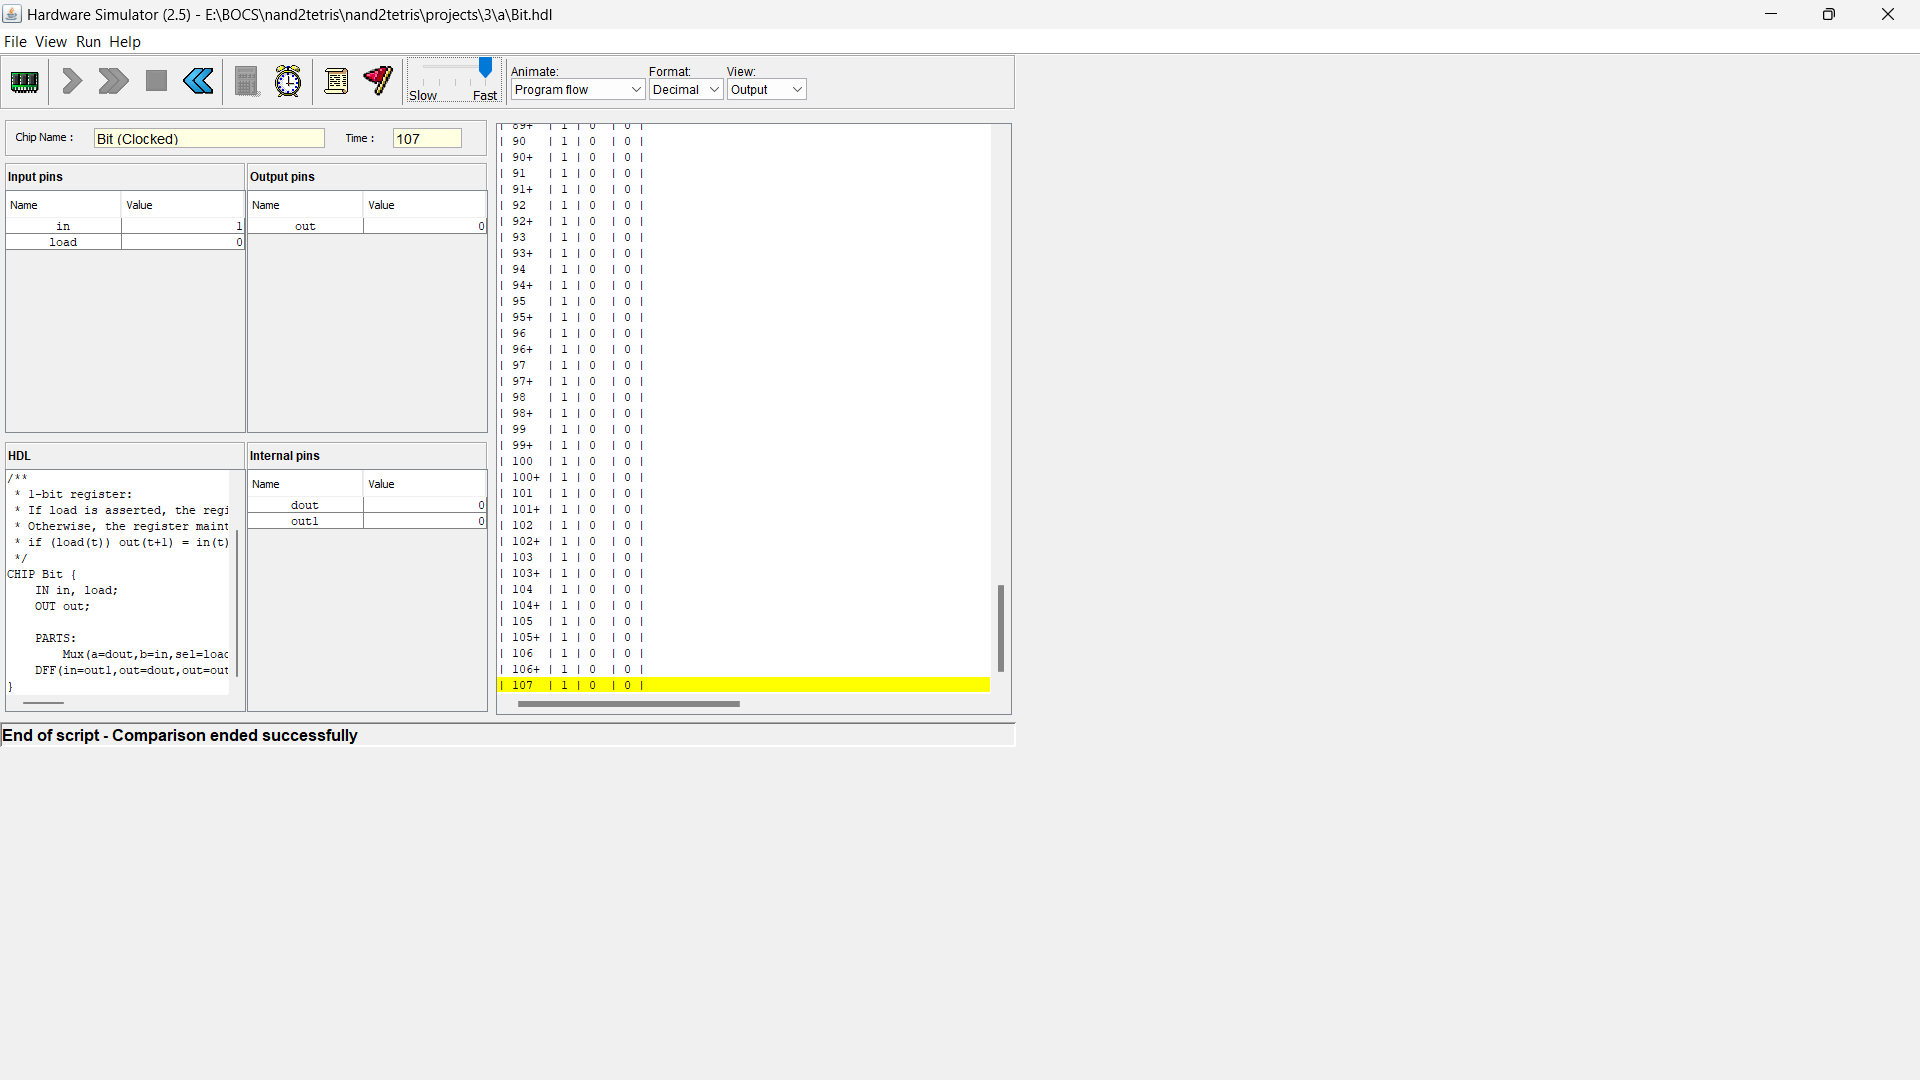 Hardware Simulator (2.5) - E:\BOCS\nand2tetris\nand2tetris\projects\3\a\Bit.hdl
File View Run Help
Slow Fast
Animate:
Program flow
Format:
Decimal
View:
Output
Chip Name :
Bit (Clocked)
Time :
107
Input pins
Name Value
in 1
load 0
Output pins
Name Value
out 0
HDL
/**
* 1-bit register:
* If load is asserted, the regi
* Otherwise, the register maint
* if (load(t)) out(t+1) = in(t)
*/
CHIP Bit {
IN in, load;
OUT out;
PARTS:
Mux(a=dout,b=in,sel=load
DFF(in=out1,out=dout,out=out
}
Internal pins
Name Value
dout 0
out1 0
| 89+ | 1 | 0 | 0 |
| 90 | 1 | 0 | 0 |
| 90+ | 1 | 0 | 0 |
| 91 | 1 | 0 | 0 |
| 91+ | 1 | 0 | 0 |
| 92 | 1 | 0 | 0 |
| 92+ | 1 | 0 | 0 |
| 93 | 1 | 0 | 0 |
| 93+ | 1 | 0 | 0 |
| 94 | 1 | 0 | 0 |
| 94+ | 1 | 0 | 0 |
| 95 | 1 | 0 | 0 |
| 95+ | 1 | 0 | 0 |
| 96 | 1 | 0 | 0 |
| 96+ | 1 | 0 | 0 |
| 97 | 1 | 0 | 0 |
| 97+ | 1 | 0 | 0 |
| 98 | 1 | 0 | 0 |
| 98+ | 1 | 0 | 0 |
| 99 | 1 | 0 | 0 |
| 99+ | 1 | 0 | 0 |
| 100 | 1 | 0 | 0 |
| 100+ | 1 | 0 | 0 |
| 101 | 1 | 0 | 0 |
| 101+ | 1 | 0 | 0 |
| 102 | 1 | 0 | 0 |
| 102+ | 1 | 0 | 0 |
| 103 | 1 | 0 | 0 |
| 103+ | 1 | 0 | 0 |
| 104 | 1 | 0 | 0 |
| 104+ | 1 | 0 | 0 |
| 105 | 1 | 0 | 0 |
| 105+ | 1 | 0 | 0 |
| 106 | 1 | 0 | 0 |
| 106+ | 1 | 0 | 0 |
| 107 | 1 | 0 | 0 |
End of script - Comparison ended successfully